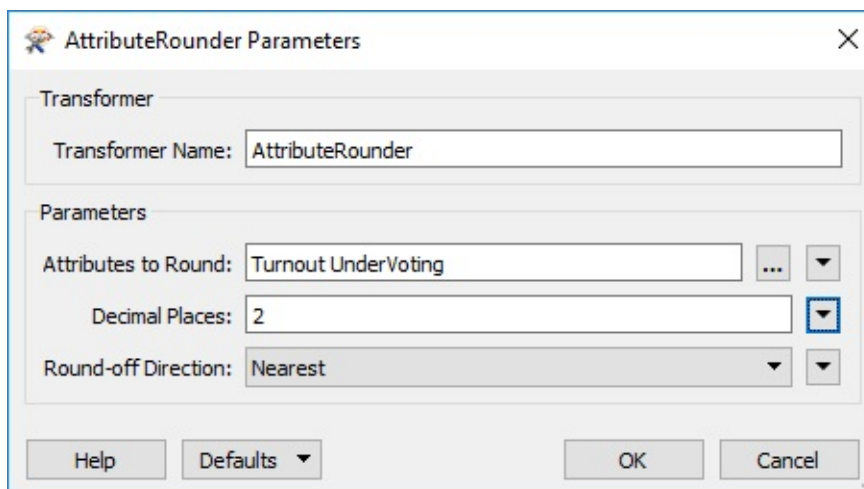 AttributeRounder Parameters
Transformer
Transformer Name: AttributeRounder
Parameters
Attributes to Round: Turnout UnderVoting ...
Decimal Places: 2
Round-off Direction: Nearest
Help Defaults OK Cancel